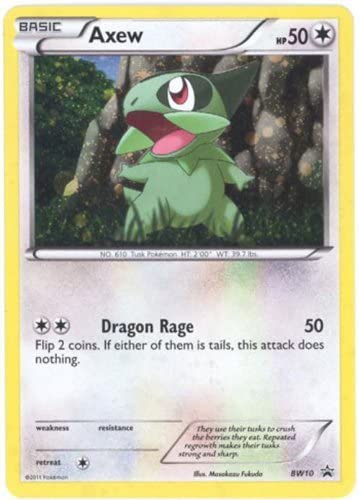 BASIC
Axew
HP50
NO. 610 Tusk Pokémon HT: 2'00" WT: 39.7 lbs.
Dragon Rage 50
Flip 2 coins. If either of them is tails, this attack does
nothing.
weakness resistance
retreat
They use their tusks to crush
the berries they eat. Repeated
regrowth makes their tusks
strong and sharp.
©2011 Pokémon
Illus. Masakazu Fukuda
BW10